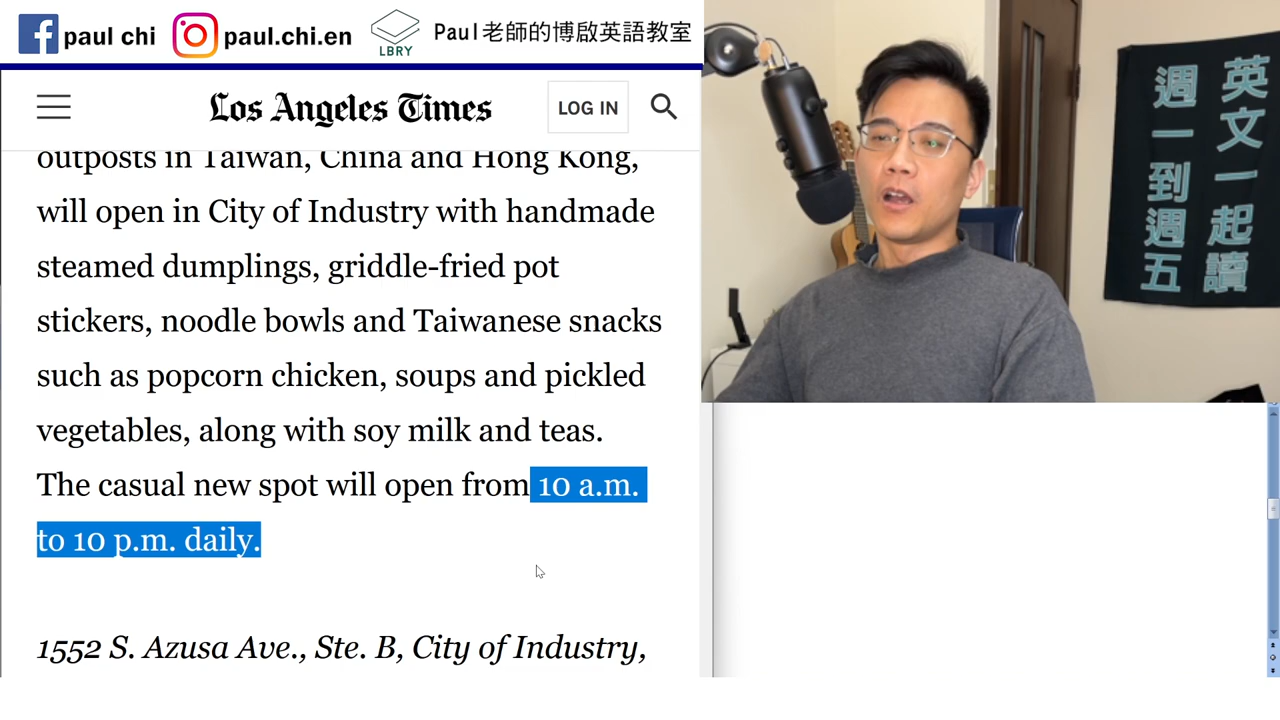 paul chi
paul.chi.en
LBRY
Paul老師的博啟英語教室
Los Angeles Times
LOG IN
outposts in Taiwan, China and Hong Kong,
will open in City of Industry with handmade
steamed dumplings, griddle-fried pot
stickers, noodle bowls and Taiwanese snacks
such as popcorn chicken, soups and pickled
vegetables, along with soy milk and teas.
The casual new spot will open from 10 a.m.
to 10 p.m. daily.
1552 S. Azusa Ave., Ste. B, City of Industry,
英文一起讀
週一到週五